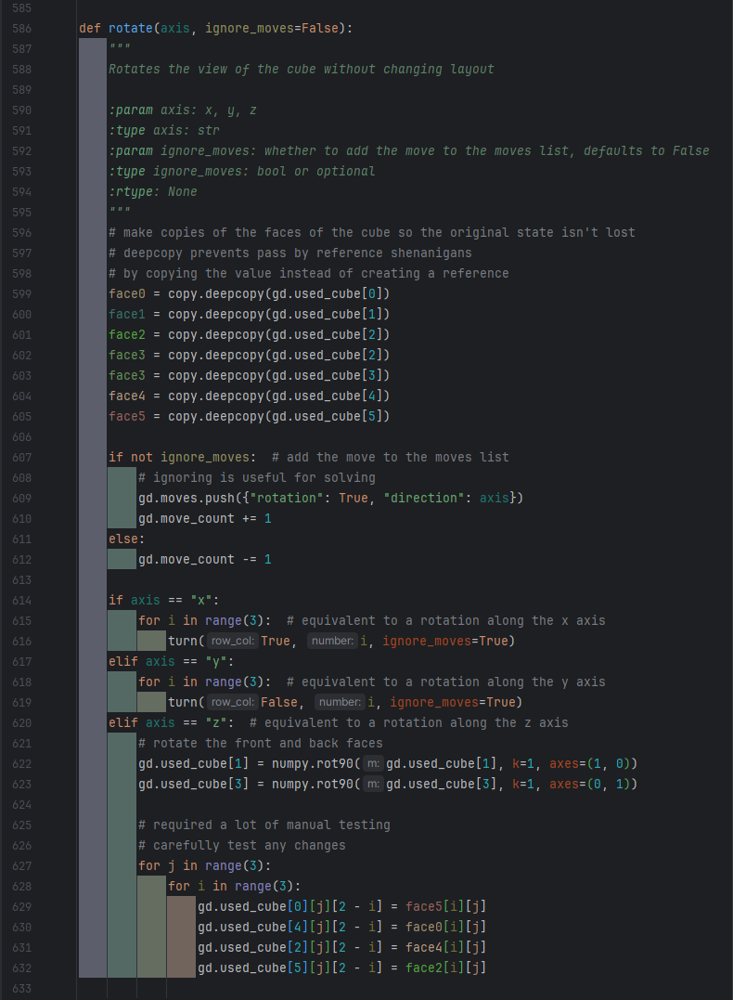 585
586 def rotate(axis, ignore_moves=False):
587 """
588 Rotates the view of the cube without changing layout
589
590 :param axis: x, y, z
591 :type axis: str
592 :param ignore_moves: whether to add the move to the moves list, defaults to False
593 :type ignore_moves: bool or optional
594 :rtype: None
595 """
596 # make copies of the faces of the cube so the original state isn't lost
597 # deepcopy prevents pass by reference shenanigans
598 # by copying the value instead of creating a reference
599 face0 = copy.deepcopy(gd.used_cube[0])
600 face1 = copy.deepcopy(gd.used_cube[1])
601 face2 = copy.deepcopy(gd.used_cube[2])
602 face3 = copy.deepcopy(gd.used_cube[2])
603 face3 = copy.deepcopy(gd.used_cube[3])
604 face4 = copy.deepcopy(gd.used_cube[4])
605 face5 = copy.deepcopy(gd.used_cube[5])
606
607 if not ignore_moves:  # add the move to the moves list
608 # ignoring is useful for solving
609 gd.moves.push({"rotation": True, "direction": axis})
610 gd.move_count += 1
611 else:
612 gd.move_count -= 1
613
614 if axis == "x":
615 for i in range(3):  # equivalent to a rotation along the x axis
616 turn(row_col: True, number: i, ignore_moves=True)
617 elif axis == "y":
618 for i in range(3):  # equivalent to a rotation along the y axis
619 turn(row_col: False, number: i, ignore_moves=True)
620 elif axis == "z":  # equivalent to a rotation along the z axis
621 # rotate the front and back faces
622 gd.used_cube[1] = numpy.rot90(m: gd.used_cube[1], k=1, axes=(1, 0))
623 gd.used_cube[3] = numpy.rot90(m: gd.used_cube[3], k=1, axes=(0, 1))
624
625 # required a lot of manual testing
626 # carefully test any changes
627 for j in range(3):
628 for i in range(3):
629 gd.used_cube[0][j][2 - i] = face5[i][j]
630 gd.used_cube[4][j][2 - i] = face0[i][j]
631 gd.used_cube[2][j][2 - i] = face4[i][j]
632 gd.used_cube[5][j][2 - i] = face2[i][j]
633